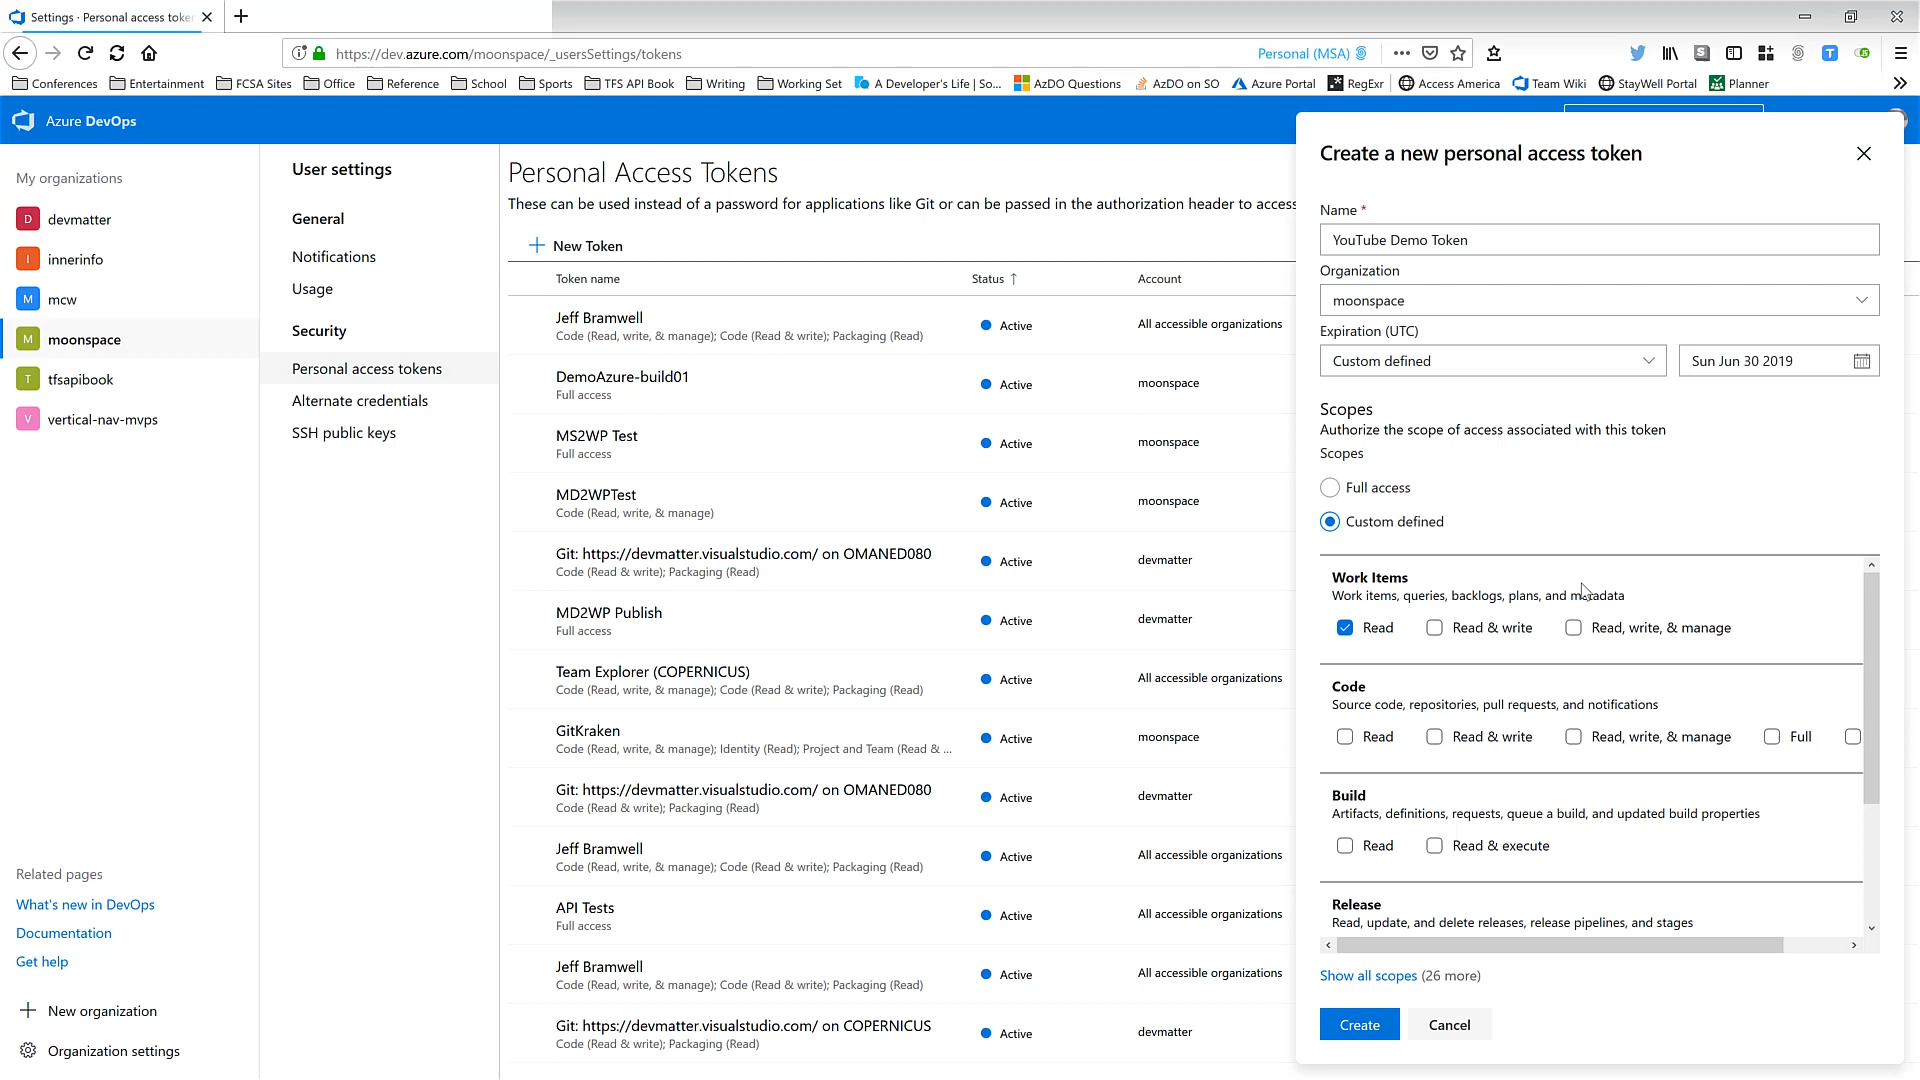 Settings · Personal access toke
https://dev.azure.com/moonspace/_usersSettings/tokens
Personal (MSA)
Conferences Entertainment FCSA Sites Office Reference School Sports TFS API Book Writing Working Set A Developer's Life | So... AzDO Questions AzDO on SO Azure Portal RegExr Access America Team Wiki StayWell Portal Planner
Azure DevOps
My organizations
D devmatter
I innerinfo
M mcw
M moonspace
T tfsapibook
V vertical-nav-mvps
Related pages
What's new in DevOps
Documentation
Get help
New organization
Organization settings
User settings
General
Notifications
Usage
Security
Personal access tokens
Alternate credentials
SSH public keys
Personal Access Tokens
These can be used instead of a password for applications like Git or can be passed in the authorization header to access
New Token
Token name Status Account
Jeff Bramwell
Code (Read, write, & manage); Code (Read & write); Packaging (Read)
Active
All accessible organizations
DemoAzure-build01
Full access
Active
moonspace
MS2WP Test
Full access
Active
moonspace
MD2WPTest
Code (Read, write, & manage)
Active
moonspace
Git: https://devmatter.visualstudio.com/ on OMANED080
Code (Read & write); Packaging (Read)
Active
devmatter
MD2WP Publish
Full access
Active
devmatter
Team Explorer (COPERNICUS)
Code (Read, write, & manage); Code (Read & write); Packaging (Read)
Active
All accessible organizations
GitKraken
Code (Read, write, & manage); Identity (Read); Project and Team (Read & ...
Active
moonspace
Git: https://devmatter.visualstudio.com/ on OMANED080
Code (Read & write); Packaging (Read)
Active
devmatter
Jeff Bramwell
Code (Read, write, & manage); Code (Read & write); Packaging (Read)
Active
All accessible organizations
API Tests
Full access
Active
All accessible organizations
Jeff Bramwell
Code (Read, write, & manage); Code (Read & write); Packaging (Read)
Active
All accessible organizations
Git: https://devmatter.visualstudio.com/ on COPERNICUS
Code (Read & write); Packaging (Read)
Active
devmatter
Create a new personal access token
Name *
YouTube Demo Token
Organization
moonspace
Expiration (UTC)
Custom defined
Sun Jun 30 2019
Scopes
Authorize the scope of access associated with this token
Scopes
Full access
Custom defined
Work Items
Work items, queries, backlogs, plans, and metadata
Read Read & write Read, write, & manage
Code
Source code, repositories, pull requests, and notifications
Read Read & write Read, write, & manage Full
Build
Artifacts, definitions, requests, queue a build, and updated build properties
Read Read & execute
Release
Read, update, and delete releases, release pipelines, and stages
Show all scopes (26 more)
Create Cancel